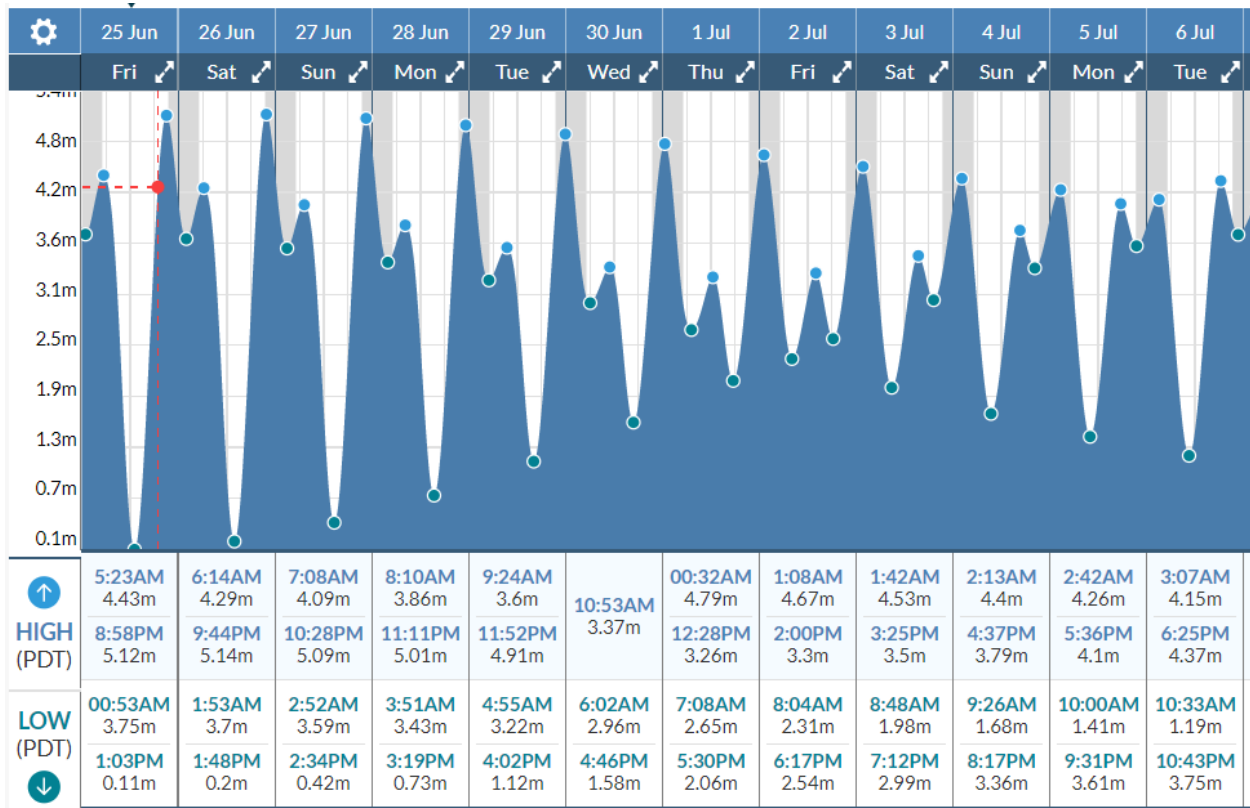 25 Jun 26 Jun 27 Jun 28 Jun 29 Jun 30 Jun 1 Jul 2 Jul 3 Jul 4 Jul 5 Jul 6 Jul
Fri Sat Sun Mon Tue Wed Thu Fri Sat Sun Mon Tue
5.4m
4.8m
4.2m
3.6m
3.1m
2.5m
1.9m
1.3m
0.7m
0.1m
HIGH
(PDT)
5:23AM 6:14AM 7:08AM 8:10AM 9:24AM 10:53AM 00:32AM 1:08AM 1:42AM 2:13AM 2:42AM 3:07AM
4.43m 4.29m 4.09m 3.86m 3.6m 3.37m 4.79m 4.67m 4.53m 4.4m 4.26m 4.15m
8:58PM 9:44PM 10:28PM 11:11PM 11:52PM 12:28PM 2:00PM 3:25PM 4:37PM 5:36PM 6:25PM
5.12m 5.14m 5.09m 5.01m 4.91m 3.26m 3.3m 3.5m 3.79m 4.1m 4.37m
LOW
(PDT)
00:53AM 1:53AM 2:52AM 3:51AM 4:55AM 6:02AM 7:08AM 8:04AM 8:48AM 9:26AM 10:00AM 10:33AM
3.75m 3.7m 3.59m 3.43m 3.22m 2.96m 2.65m 2.31m 1.98m 1.68m 1.41m 1.19m
1:03PM 1:48PM 2:34PM 3:19PM 4:02PM 4:46PM 5:30PM 6:17PM 7:12PM 8:17PM 9:31PM 10:43PM
0.11m 0.2m 0.42m 0.73m 1.12m 1.58m 2.06m 2.54m 2.99m 3.36m 3.61m 3.75m